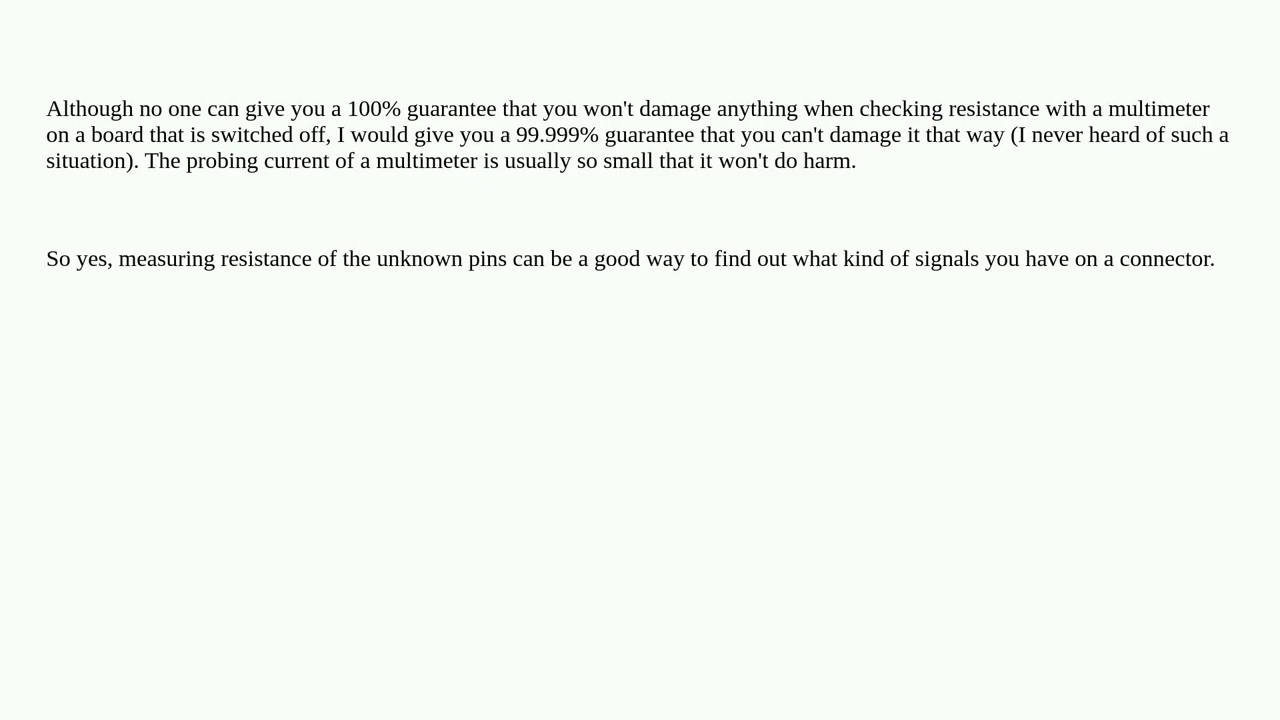 Although no one can give you a 100% guarantee that you won't damage anything when checking resistance with a multimeter
on a board that is switched off, I would give you a 99.999% guarantee that you can't damage it that way (I never heard of such a
situation). The probing current of a multimeter is usually so small that it won't do harm.
So yes, measuring resistance of the unknown pins can be a good way to find out what kind of signals you have on a connector.